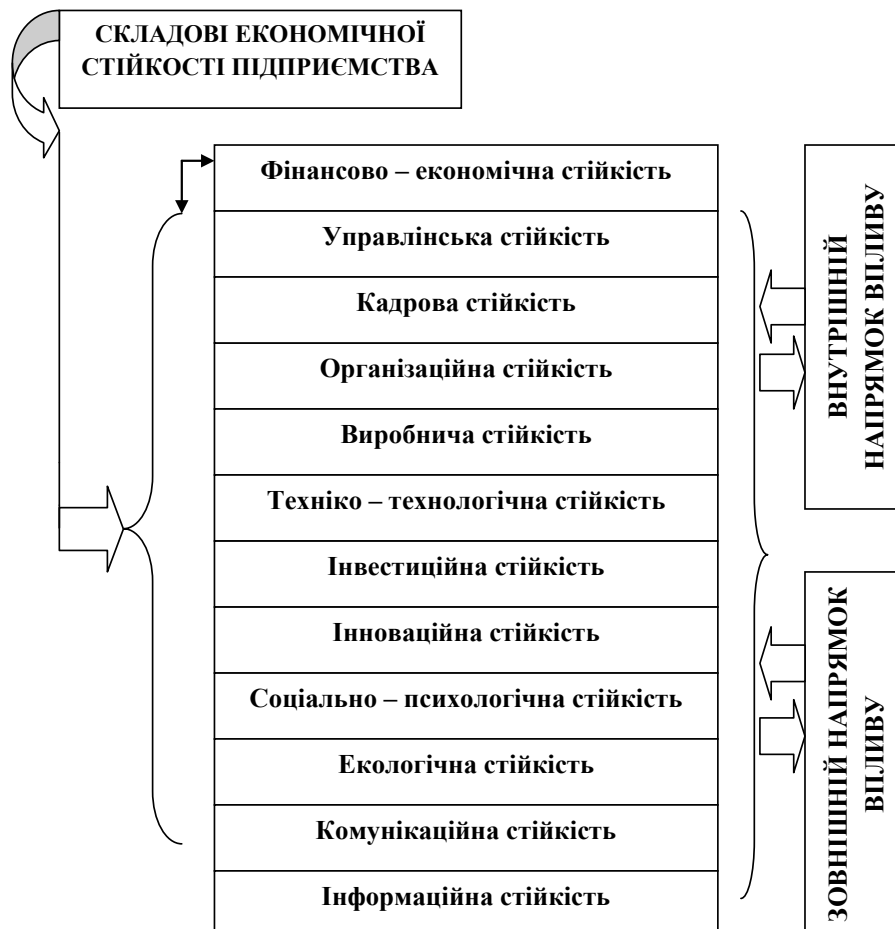 СКЛАДОВІ ЕКОНОМІЧНОЇ
СТІЙКОСТІ ПІДПРИЄМСТВА
Фінансово – економічна стійкість
Управлінська стійкість
Кадрова стійкість
Організаційна стійкість
Виробнича стійкість
Техніко – технологічна стійкість
Інвестиційна стійкість
Інноваційна стійкість
Соціально – психологічна стійкість
Екологічна стійкість
Комунікаційна стійкість
Інформаційна стійкість
ВНУТРІШНІЙ
НАПРЯМОК ВПЛИВУ
ЗОВНІШНІЙ НАПРЯМОК
ВПЛИВУ